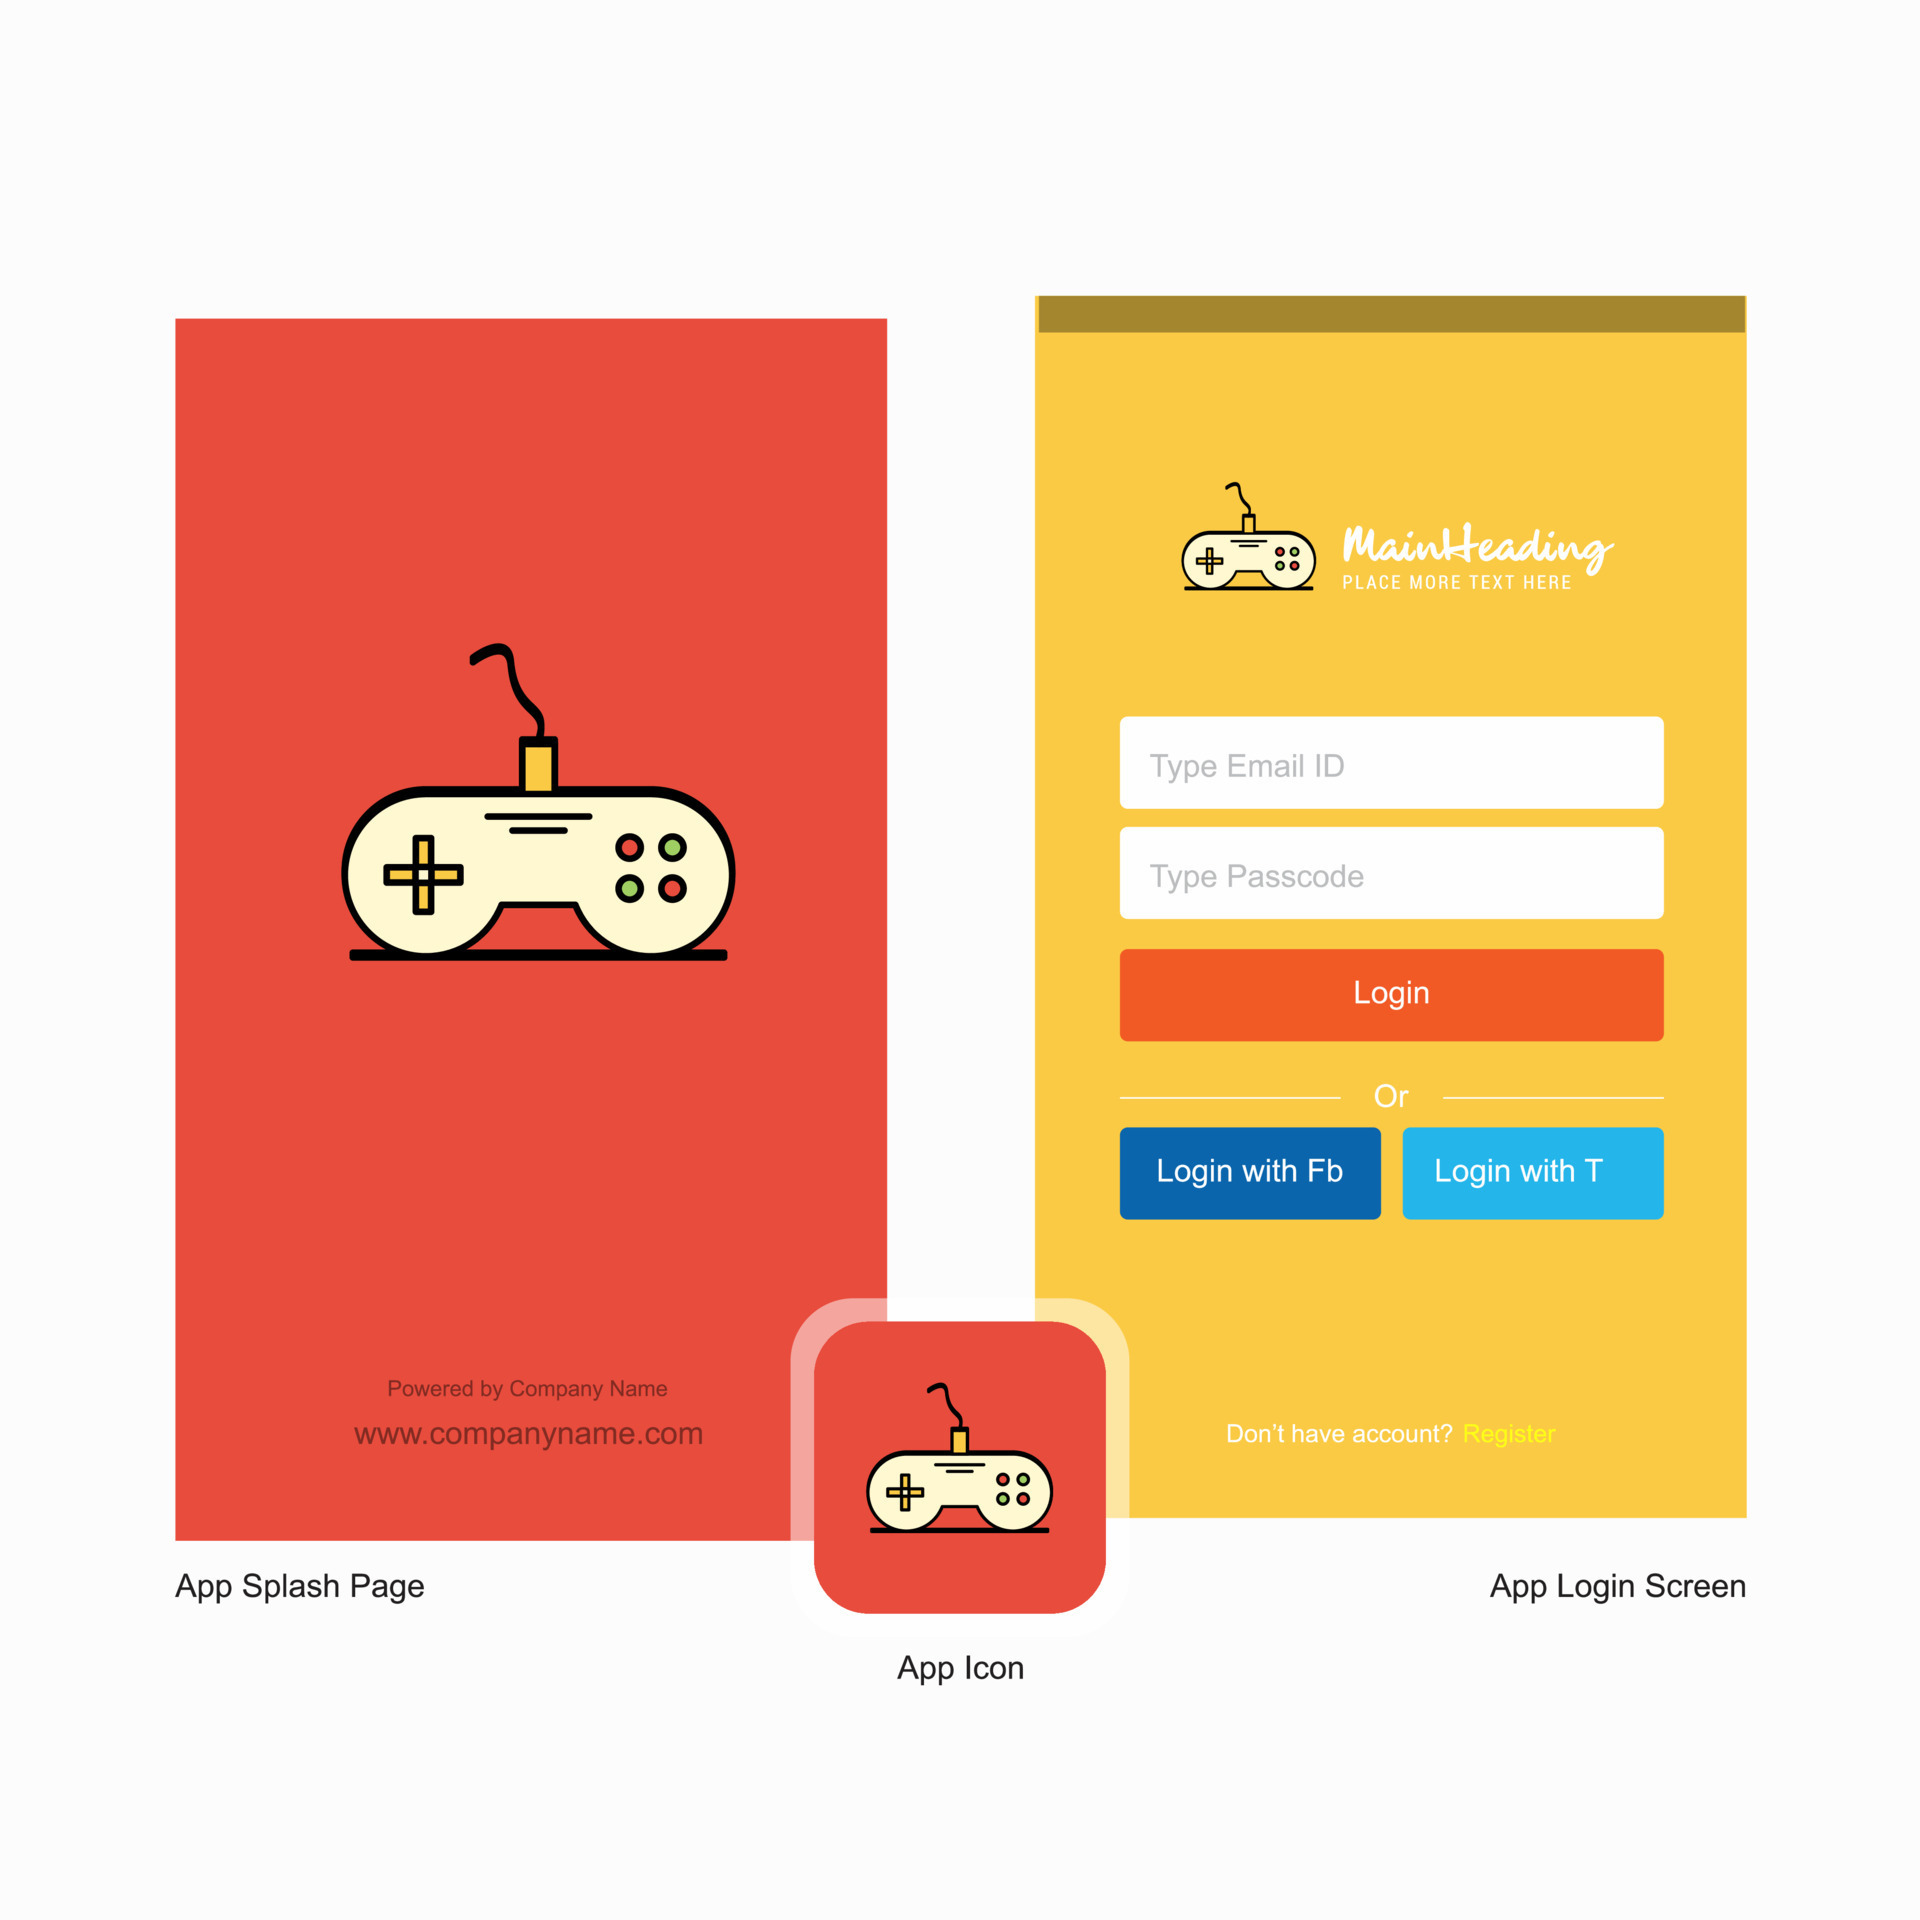 MainHeading
PLACE MORE TEXT HERE
Type Email ID
Type Passcode
Login
Or
Login with Fb
Login with T
Powered by Company Name
www.companyname.com
Don't have account? Register
App Splash Page
App Login Screen
App Icon